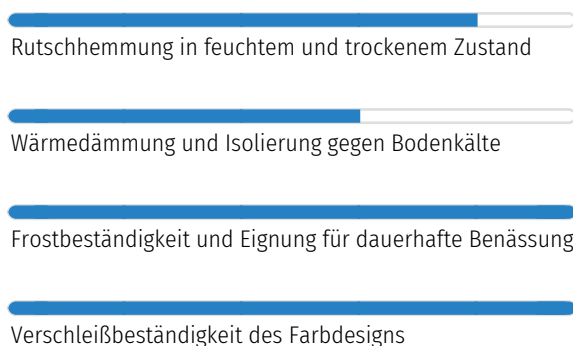 Rutschhemmung in feuchtem und trockenem Zustand
Wärmedämmung und Isolierung gegen Bodenkälte
Frostbeständigkeit und Eignung für dauerhafte Benässung
Verschleißbeständigkeit des Farbdesigns